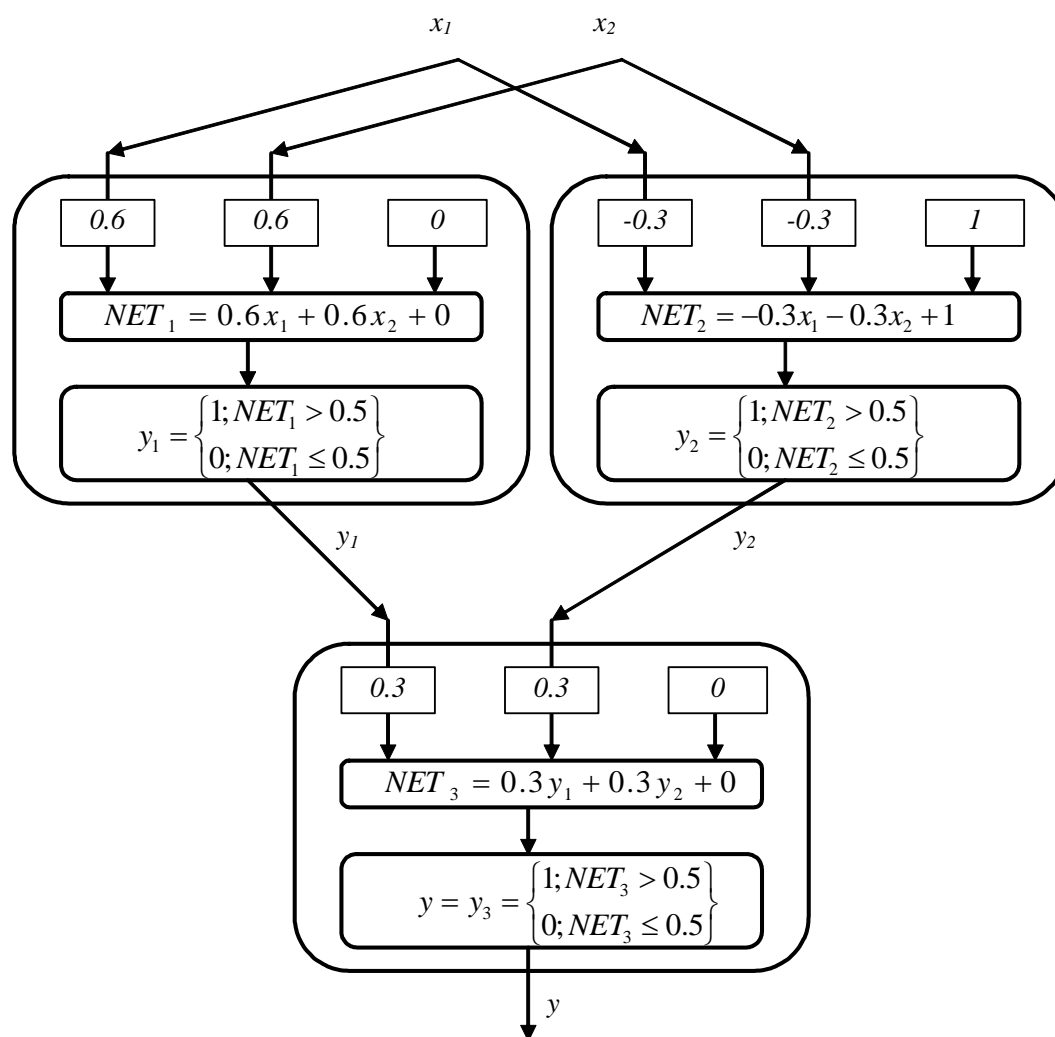 x₁ x₂
0.6 0.6 0 -0.3 -0.3 1
NET₁ = 0.6x₁ + 0.6x₂ + 0 NET₂ = −0.3x₁ − 0.3x₂ + 1
y₁ = {1; NET₁ > 0.5 y₂ = {1; NET₂ > 0.5
0; NET₁ ≤ 0.5} 0; NET₂ ≤ 0.5}
y₁ y₂
0.3 0.3 0
NET₃ = 0.3y₁ + 0.3y₂ + 0
y = y₃ = {1; NET₃ > 0.5
0; NET₃ ≤ 0.5}
y